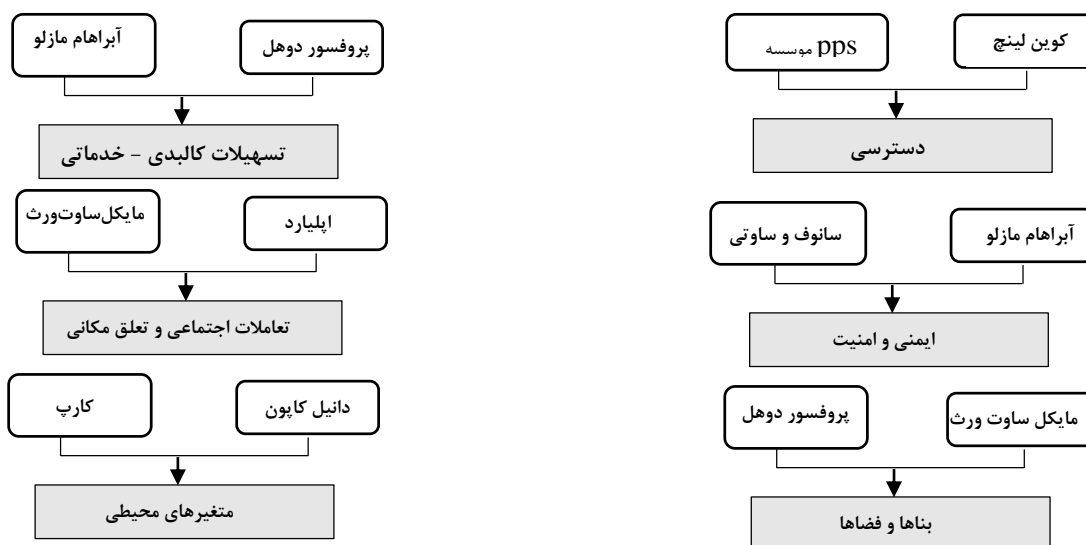 کوین لینچ
موسسه pps
دسترسی
آبراهام مازلو
سانوف و ساوتی
ایمنی و امنیت
مایکل ساوت ورث
پروفسور دوهل
بناها و فضاها
پروفسور دوهل
آبراهام مازلو
تسهیلات کالبدی - خدماتی
اپلیارد
مایکل‌ساوت‌ورث
تعاملات اجتماعی و تعلق مکانی
دانیل کاپون
کارپ
متغیرهای محیطی